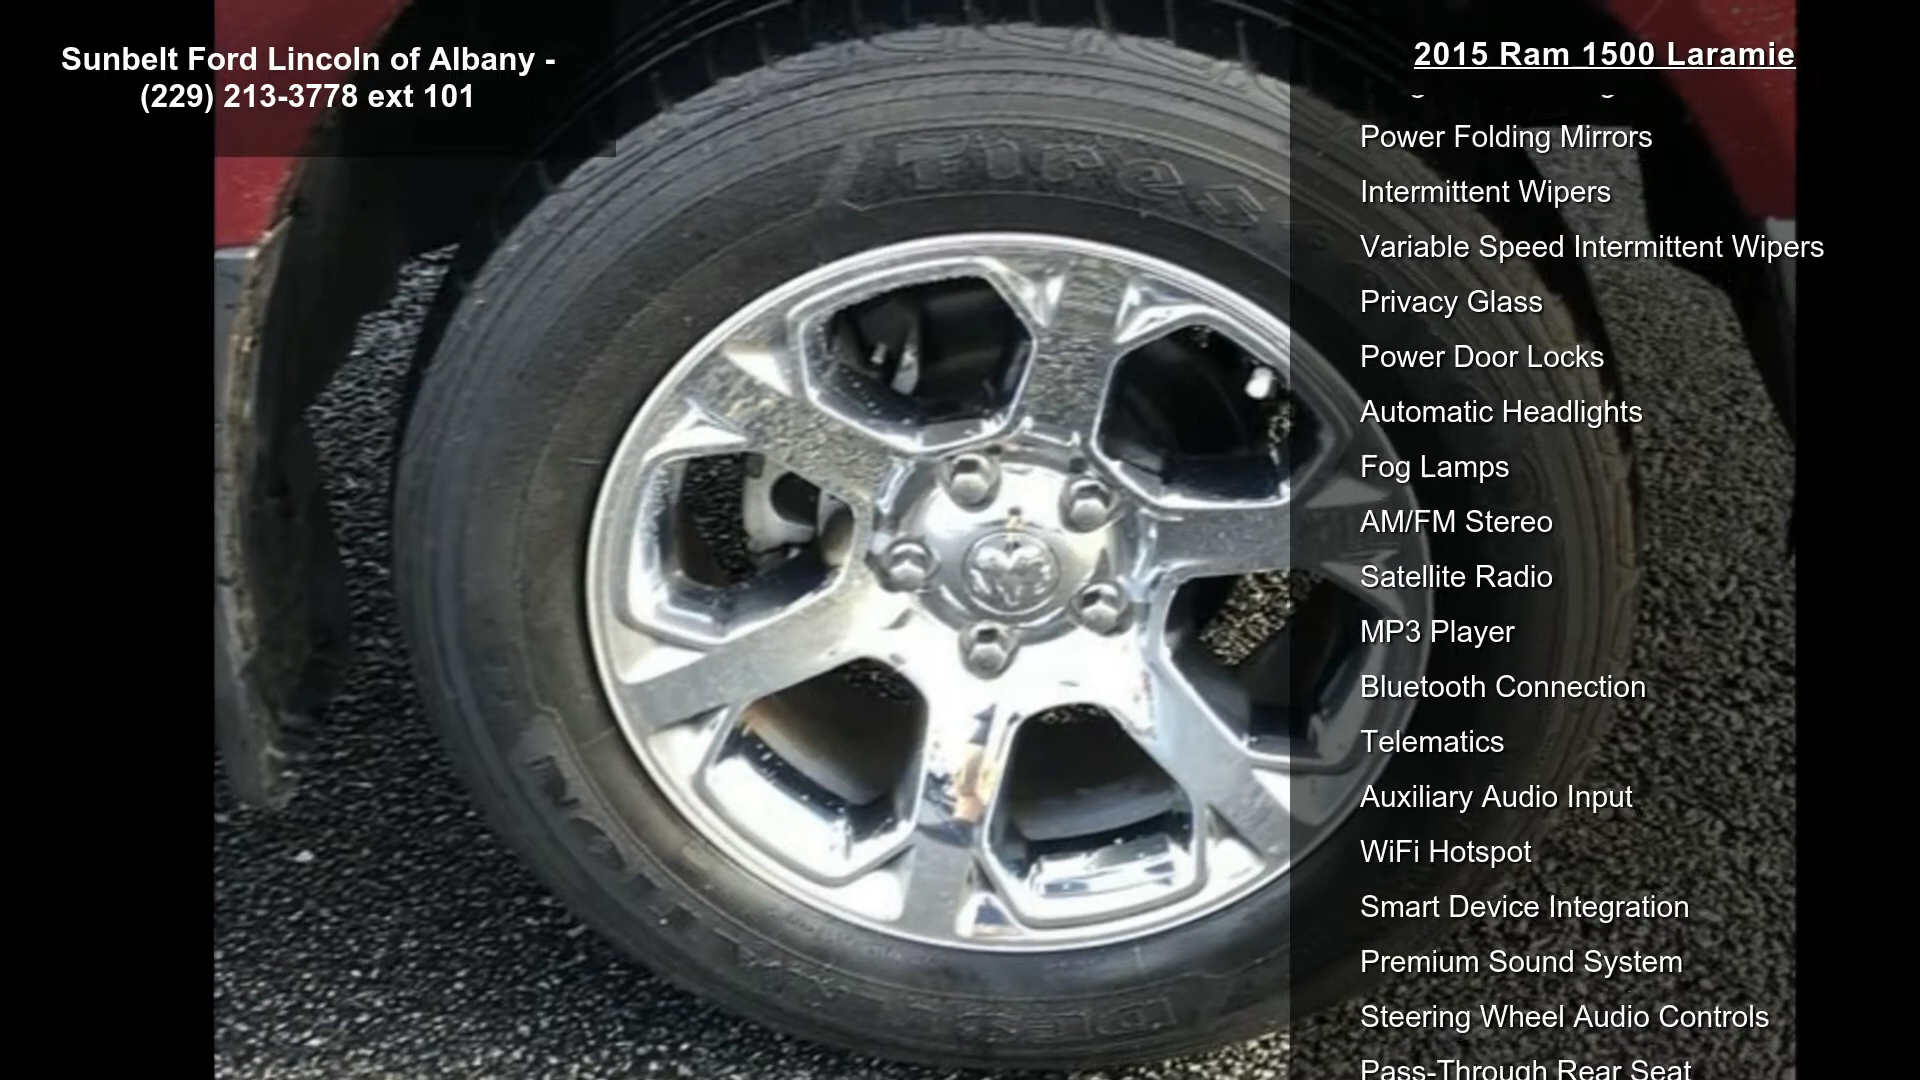 Sunbelt Ford Lincoln of Albany -
(229) 213-3778 ext 101
2015 Ram 1500 Laramie
Power Folding Mirrors
Intermittent Wipers
Variable Speed Intermittent Wipers
Privacy Glass
Power Door Locks
Automatic Headlights
Fog Lamps
AM/FM Stereo
Satellite Radio
MP3 Player
Bluetooth Connection
Telematics
Auxiliary Audio Input
WiFi Hotspot
Smart Device Integration
Premium Sound System
Steering Wheel Audio Controls
Pass-Through Rear Seat